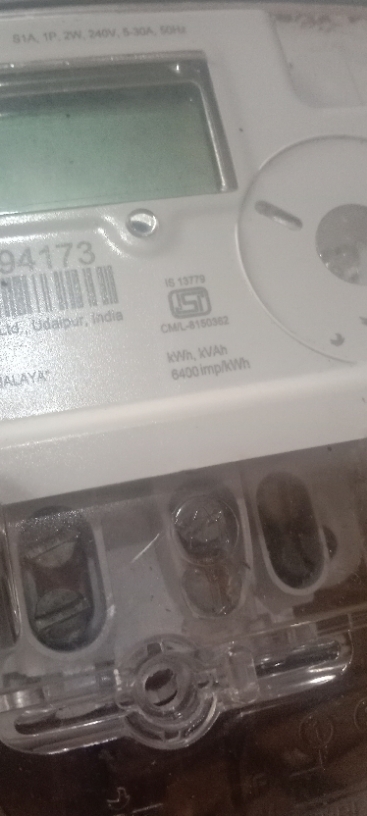 S1A, 1P, 2W, 240V, 5-30A, 50Hz
94173
Ltd, Udaipur, India
IS 13779
CM/L-8150362
kWh, kVAh
6400 imp/kWh